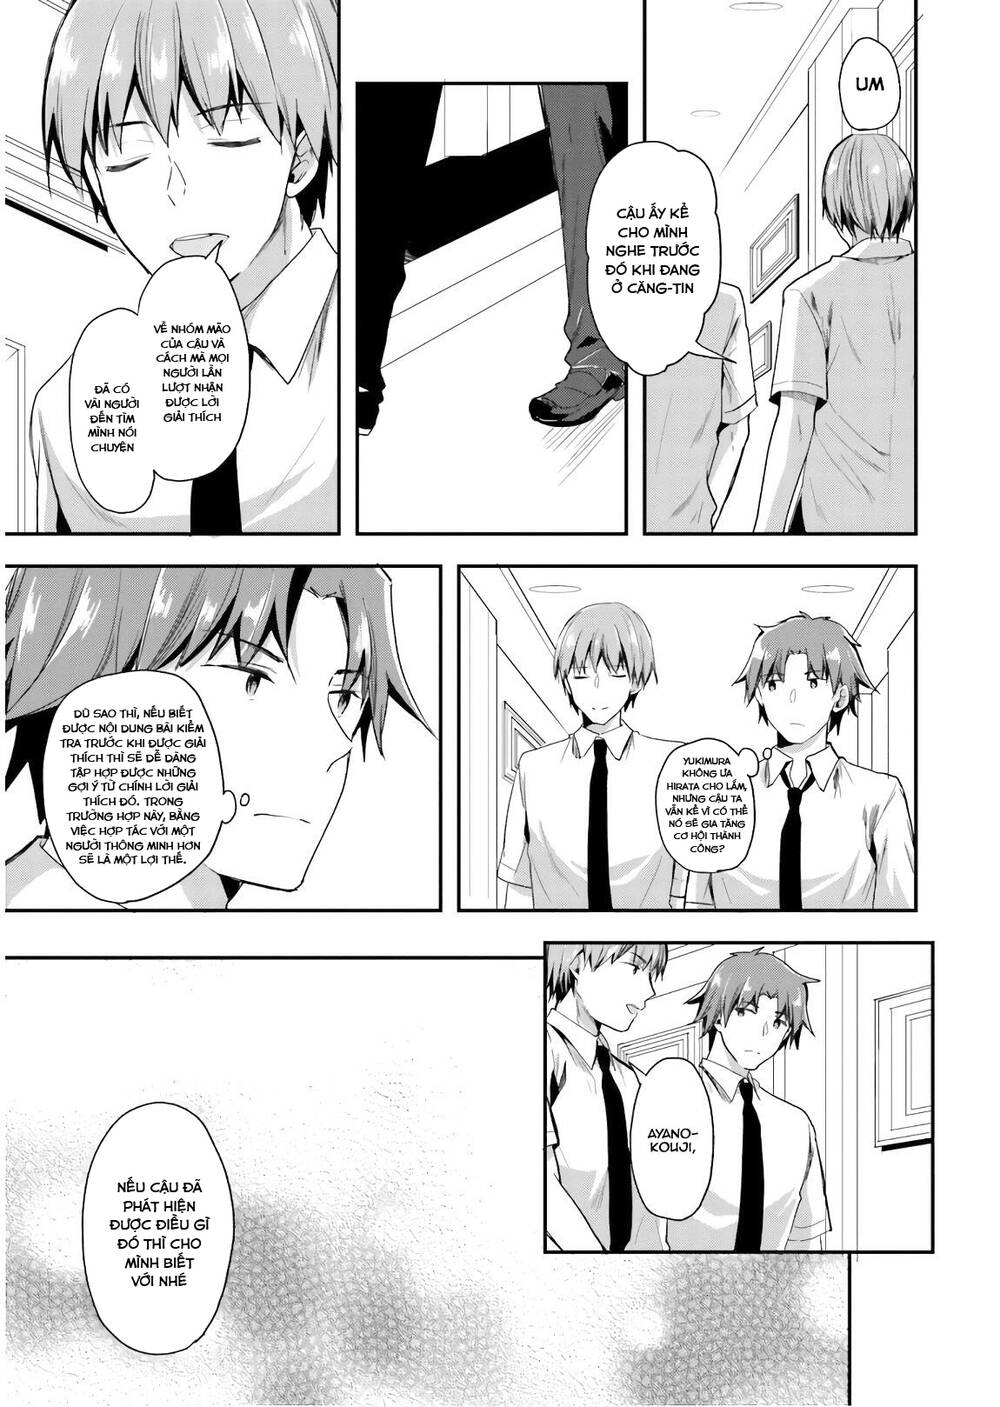 UM
CẬU ẤY KỂ
CHO MÌNH
NGHE TRƯỚC
ĐÓ KHI ĐANG
Ở CĂNG-TIN
VỀ NHÓM MÃO
CỦA CẬU VÀ
CÁCH MÀ MỌI
NGƯỜI LẦN
LƯỢT NHẬN
ĐƯỢC LỜI
GIẢI THÍCH
ĐÃ CÓ
VÀI NGƯỜI
ĐẾN TÌM
MÌNH NÓI
CHUYỆN
YUKIMURA
KHÔNG ƯA
HIRATA CHO LẮM,
NHƯNG CẬU TA
VẪN KỂ VÌ CÓ THỂ
NÓ SẼ GIA TĂNG
CƠ HỘI THÀNH
CÔNG?
DÙ SAO THÌ, NẾU BIẾT
ĐƯỢC NỘI DUNG BÀI KIỂM
TRA TRƯỚC KHI ĐƯỢC GIẢI
THÍCH THÌ SẼ DỄ DÀNG
TẬP HỢP ĐƯỢC NHỮNG
GỢI Ý TỪ CHÍNH LỜI GIẢI
THÍCH ĐÓ. TRONG
TRƯỜNG HỢP NÀY, BẰNG
VIỆC HỢP TÁC VỚI MỘT
NGƯỜI THÔNG MINH HƠN
SẼ LÀ MỘT LỢI THẾ.
AYANO-
KOUJI,
NẾU CẬU ĐÃ
PHÁT HIỆN
ĐƯỢC ĐIỀU GÌ
ĐÓ THÌ CHO
MÌNH BIẾT
VỚI NHÉ